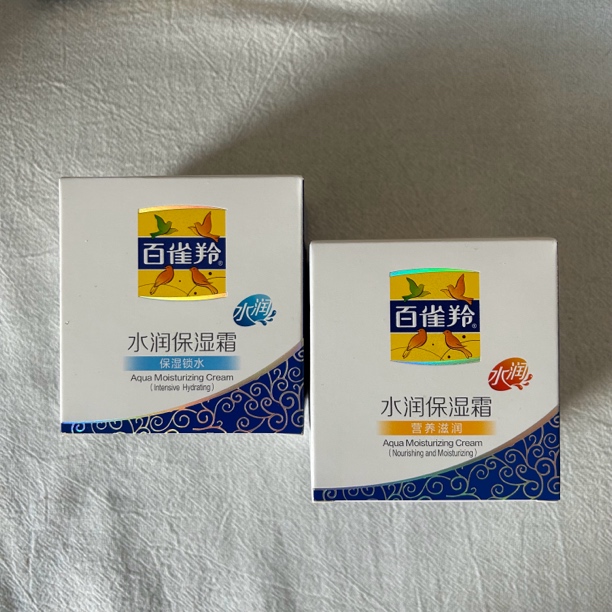 百雀羚®
水润
水润保湿霜
保湿锁水
Aqua Moisturizing Cream
(Intensive Hydrating)
百雀羚®
水润
水润保湿霜
营养滋润
Aqua Moisturizing Cream
(Nourishing and Moisturizing)